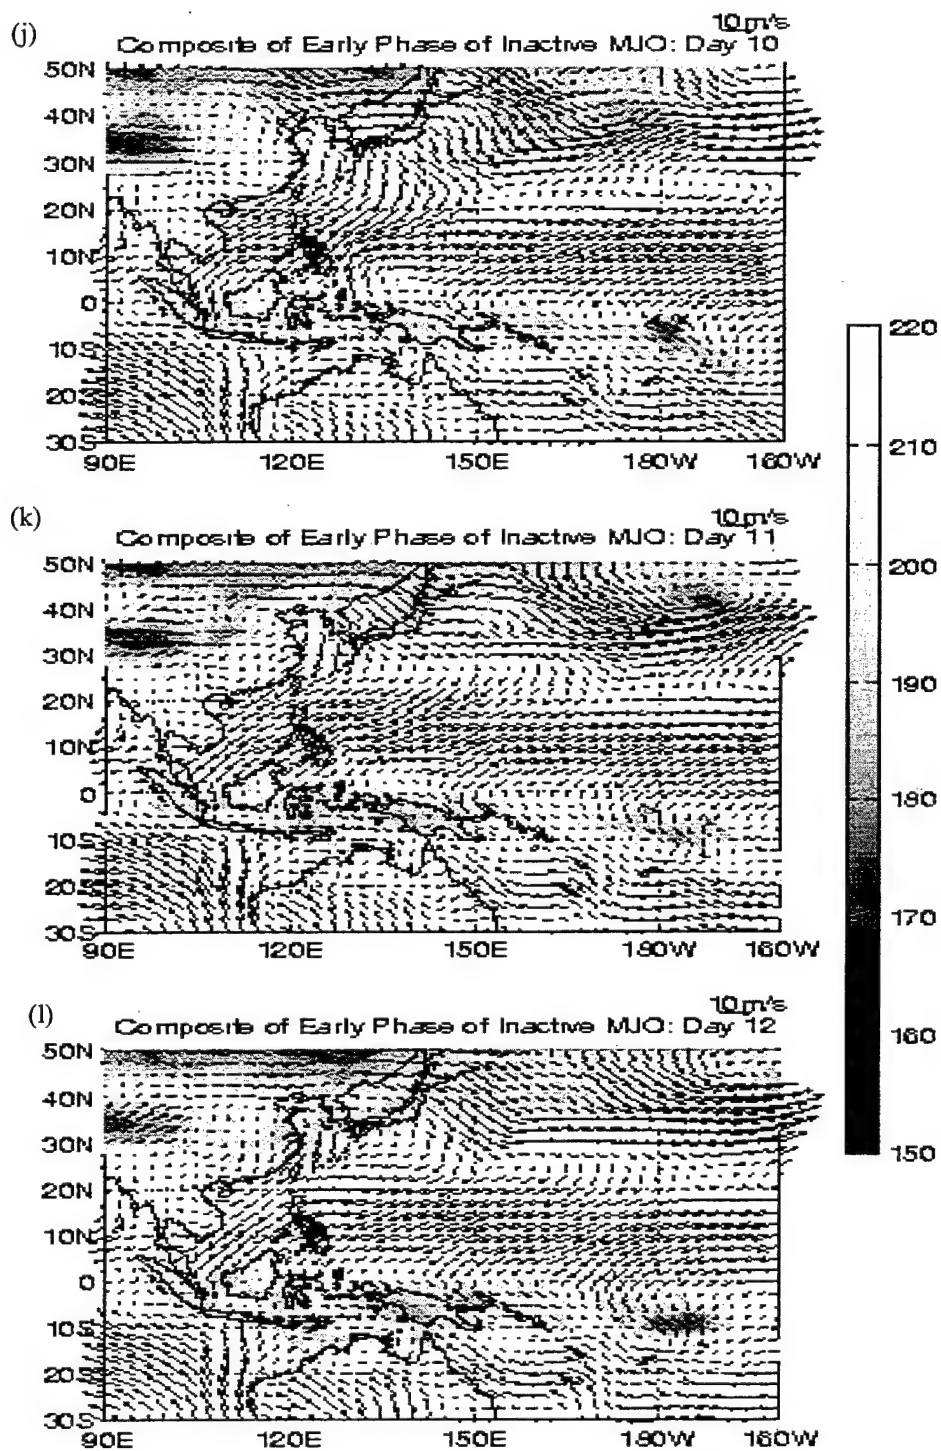 (j)
10 m/s
Composite of Early Phase of Inactive MJO: Day 10
50N
40N
30N
20N
10N
0
10S
20S
30S
90E 120E 150E 180W 160W
(k)
10 m/s
Composite of Early Phase of Inactive MJO: Day 11
50N
40N
30N
20N
10N
0
10S
20S
30S
90E 120E 150E 180W 160W
(l)
10 m/s
Composite of Early Phase of Inactive MJO: Day 12
50N
40N
30N
20N
10N
0
10S
20S
30S
90E 120E 150E 180W 160W
220
210
200
190
180
170
160
150